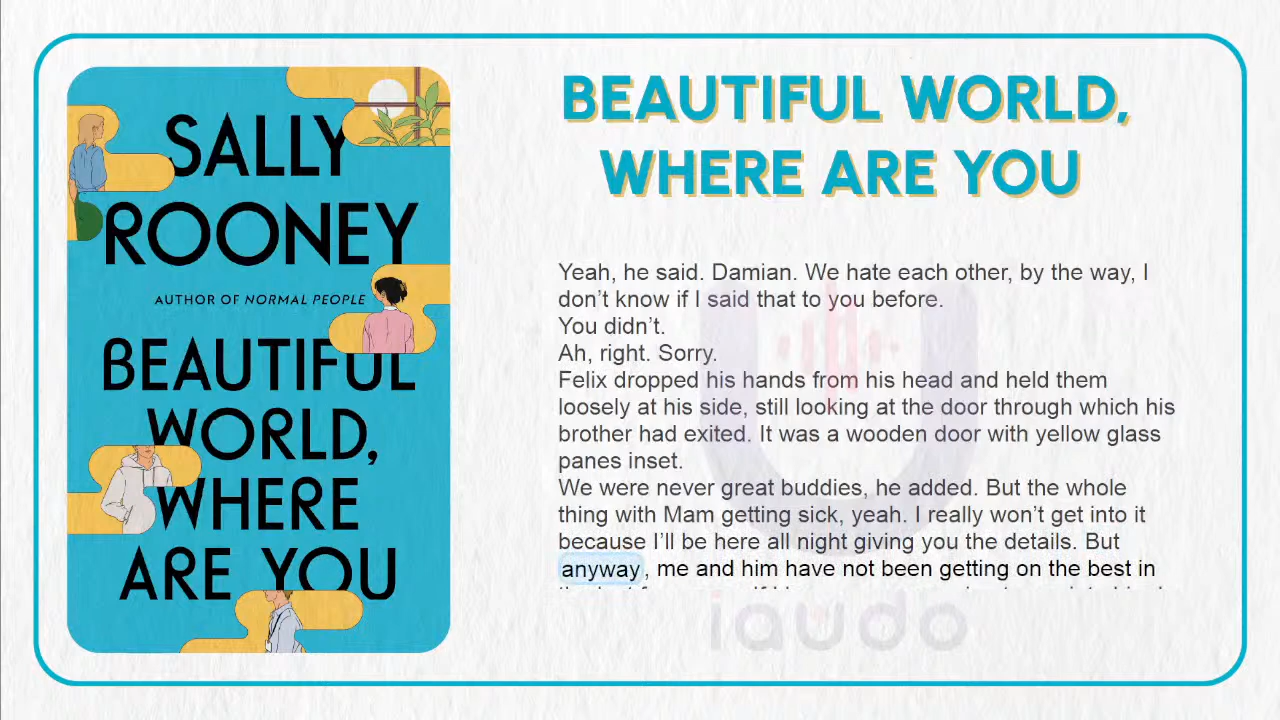 SALLY
ROONEY
AUTHOR OF NORMAL PEOPLE
BEAUTIFUL
WORLD,
WHERE
ARE YOU
BEAUTIFUL WORLD,
WHERE ARE YOU
Yeah, he said. Damian. We hate each other, by the way, I
don’t know if I said that to you before.
You didn’t.
Ah, right. Sorry.
Felix dropped his hands from his head and held them
loosely at his side, still looking at the door through which his
brother had exited. It was a wooden door with yellow glass
panes inset.
We were never great buddies, he added. But the whole
thing with Mam getting sick, yeah. I really won’t get into it
because I’ll be here all night giving you the details. But
anyway, me and him have not been getting on the best in
iaudo